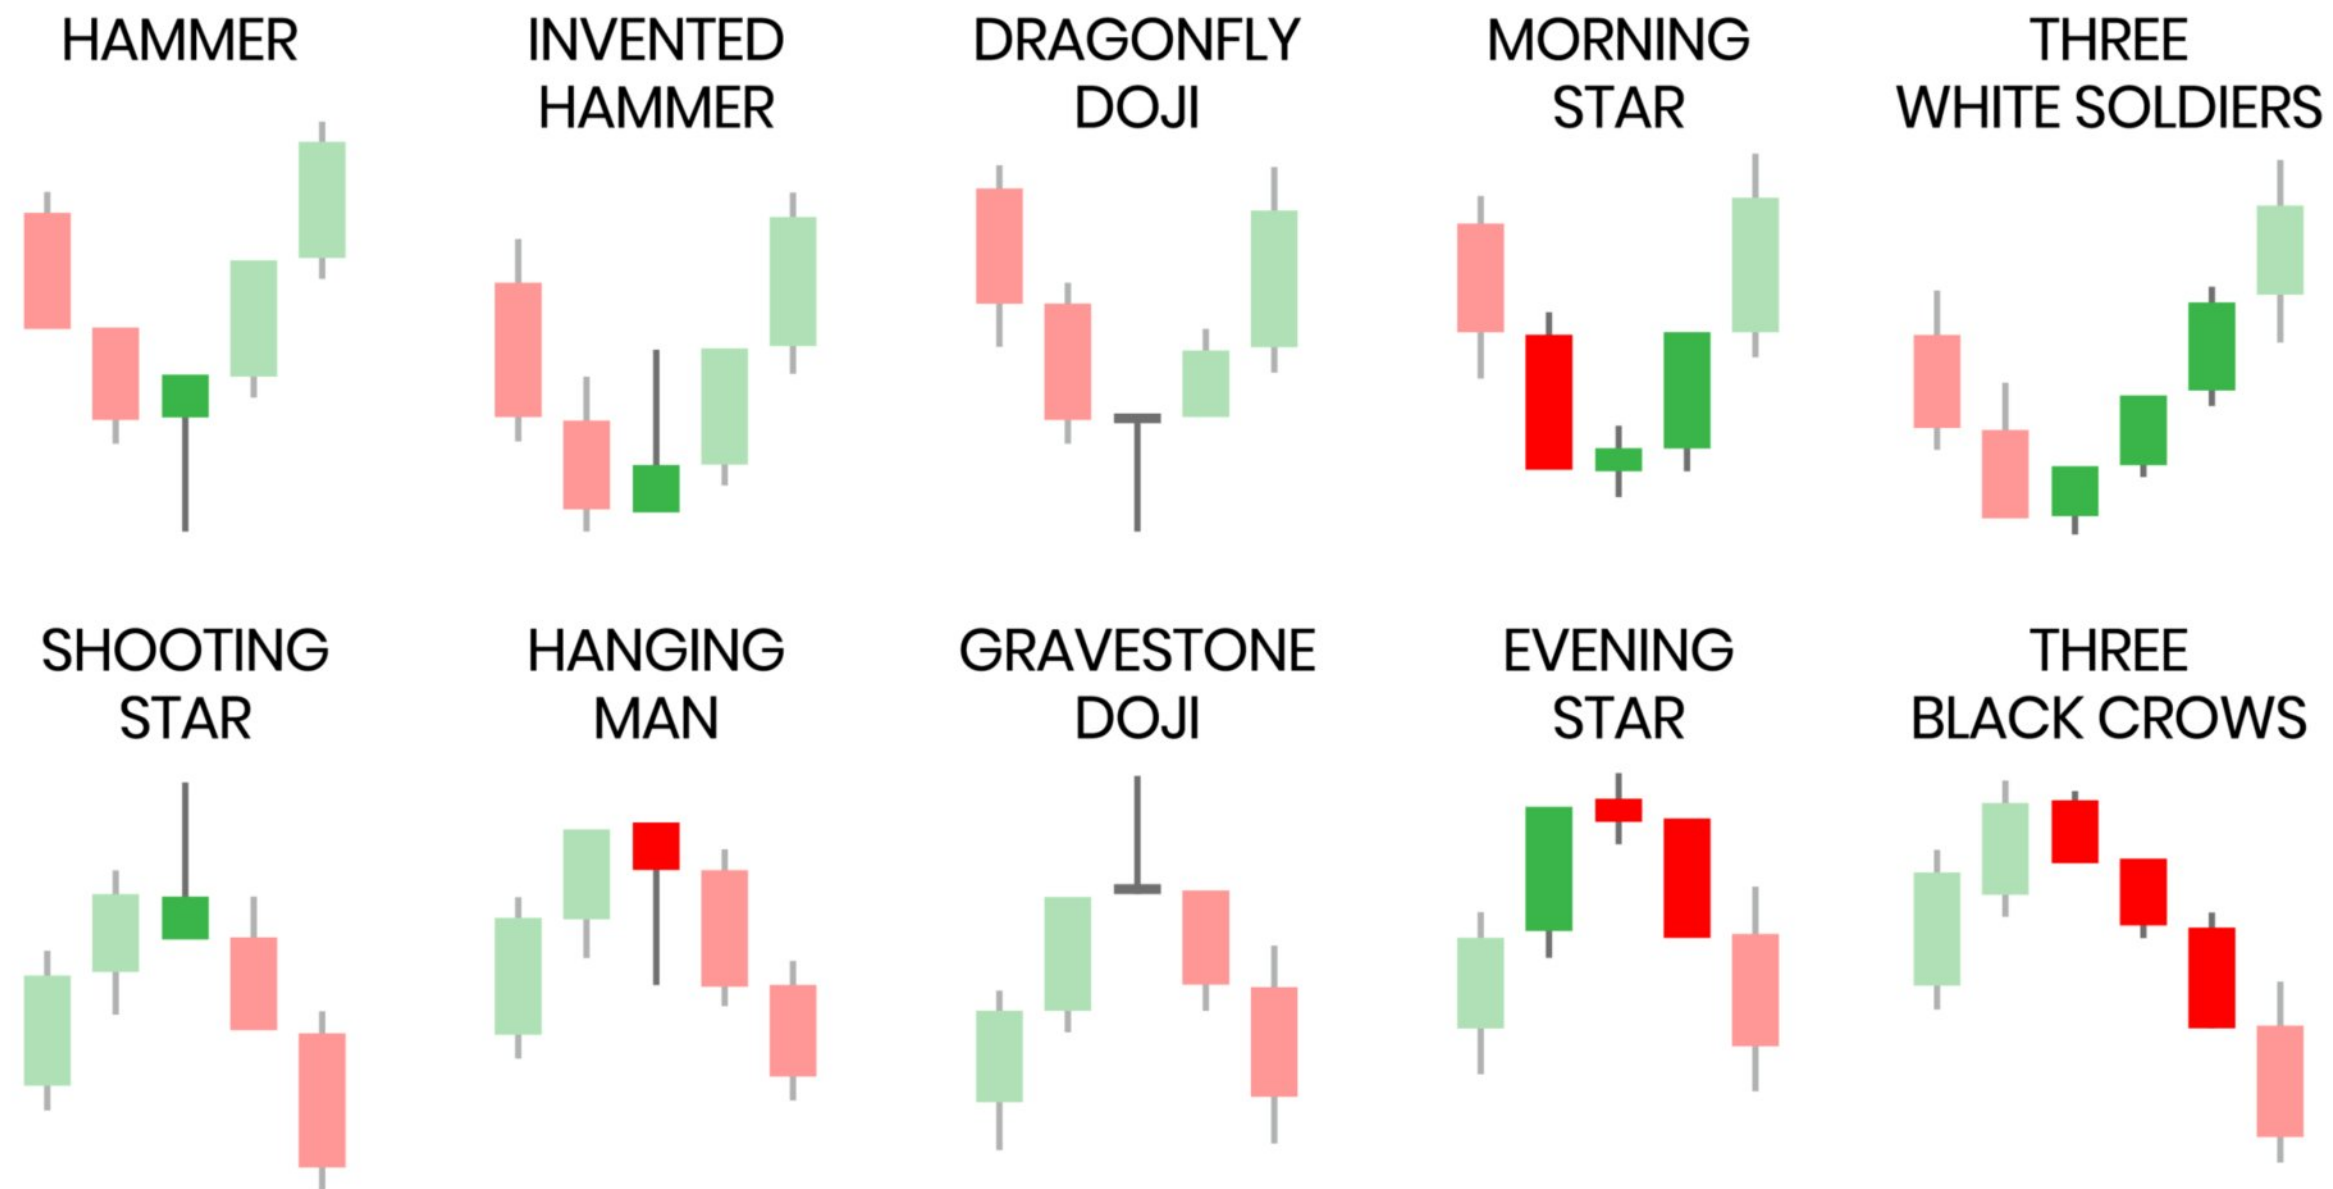 HAMMER
INVENTED
HAMMER
DRAGONFLY
DOJI
MORNING
STAR
THREE
WHITE SOLDIERS
SHOOTING
STAR
HANGING
MAN
GRAVESTONE
DOJI
EVENING
STAR
THREE
BLACK CROWS